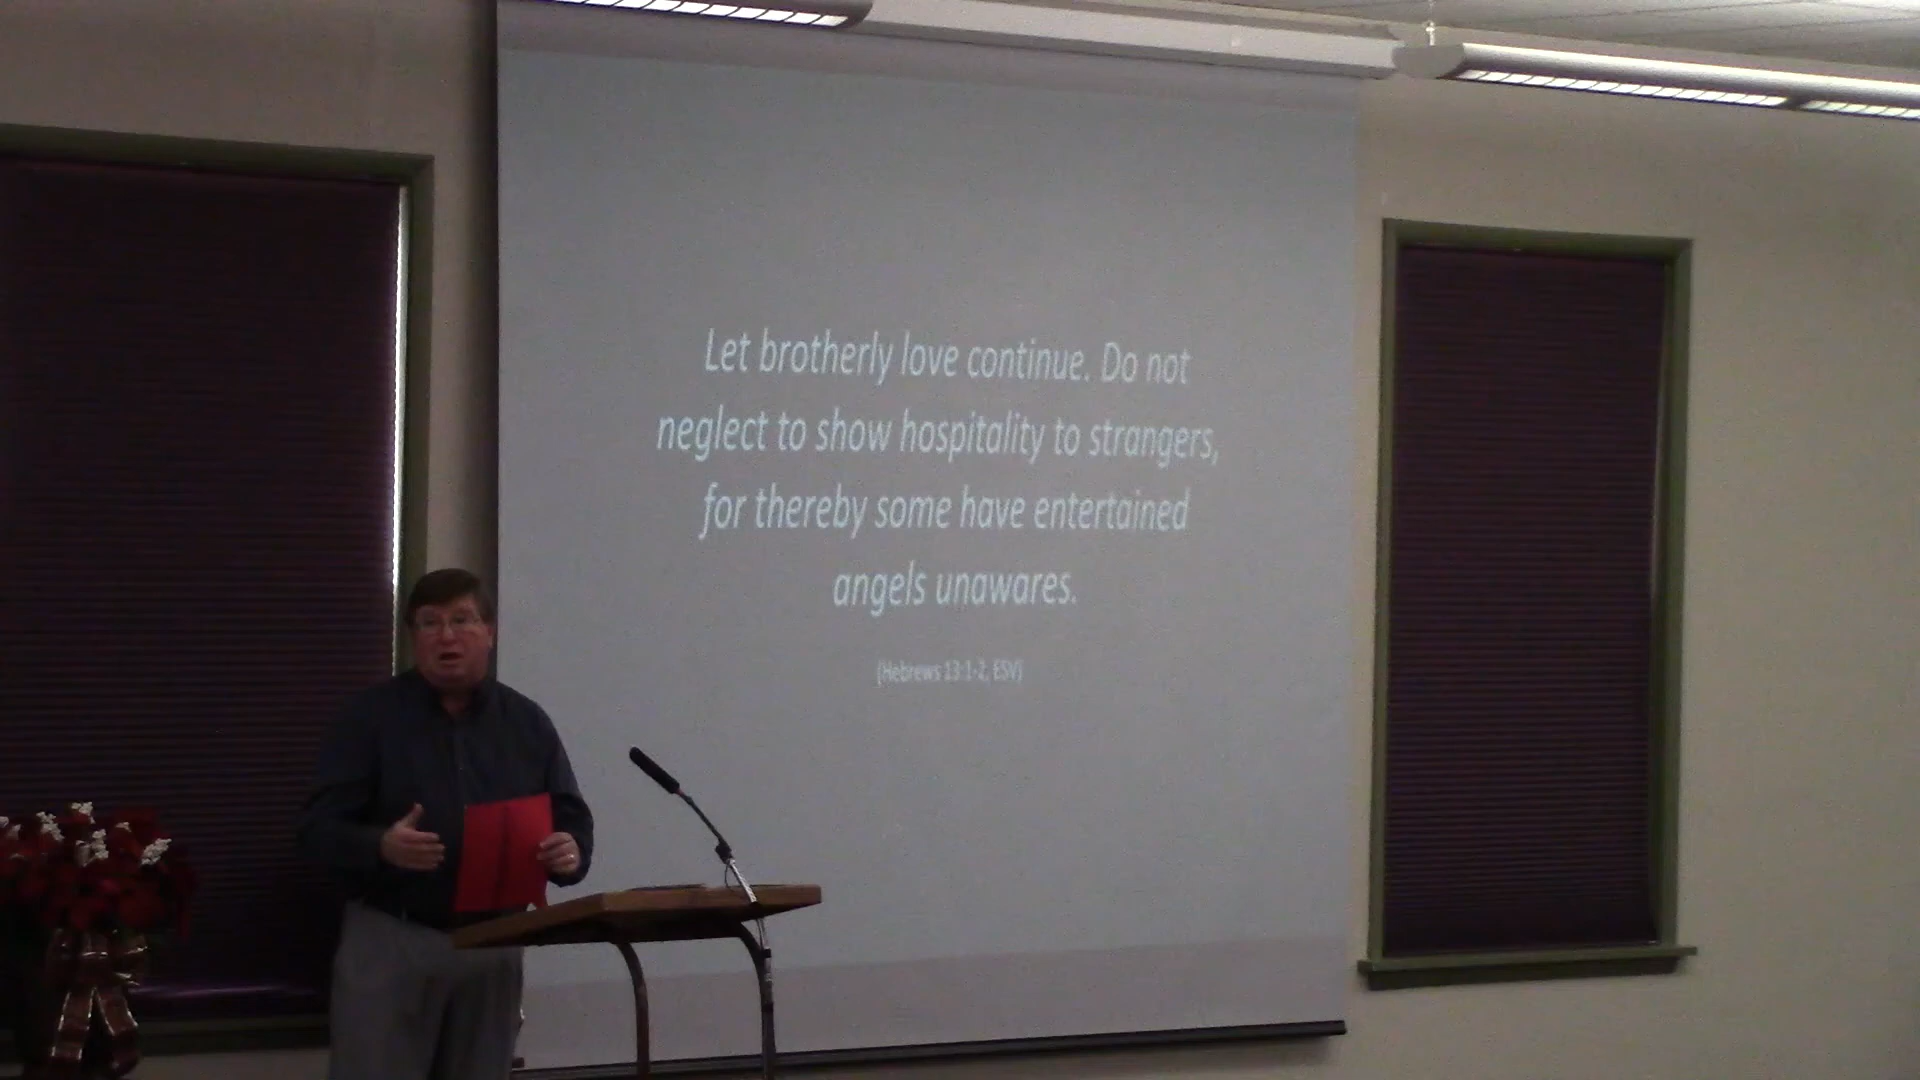 Let brotherly love continue. Do not
neglect to show hospitality to strangers,
for thereby some have entertained
angels unawares.
(Hebrews 13:1-2, ESV)